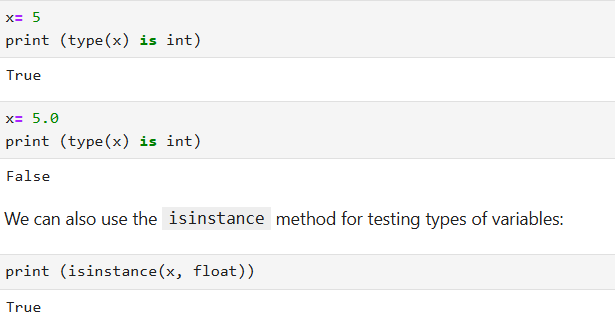 x= 5
print (type(x) is int)
True
x= 5.0
print (type(x) is int)
False
We can also use the isinstance method for testing types of variables:
print (isinstance(x, float))
True